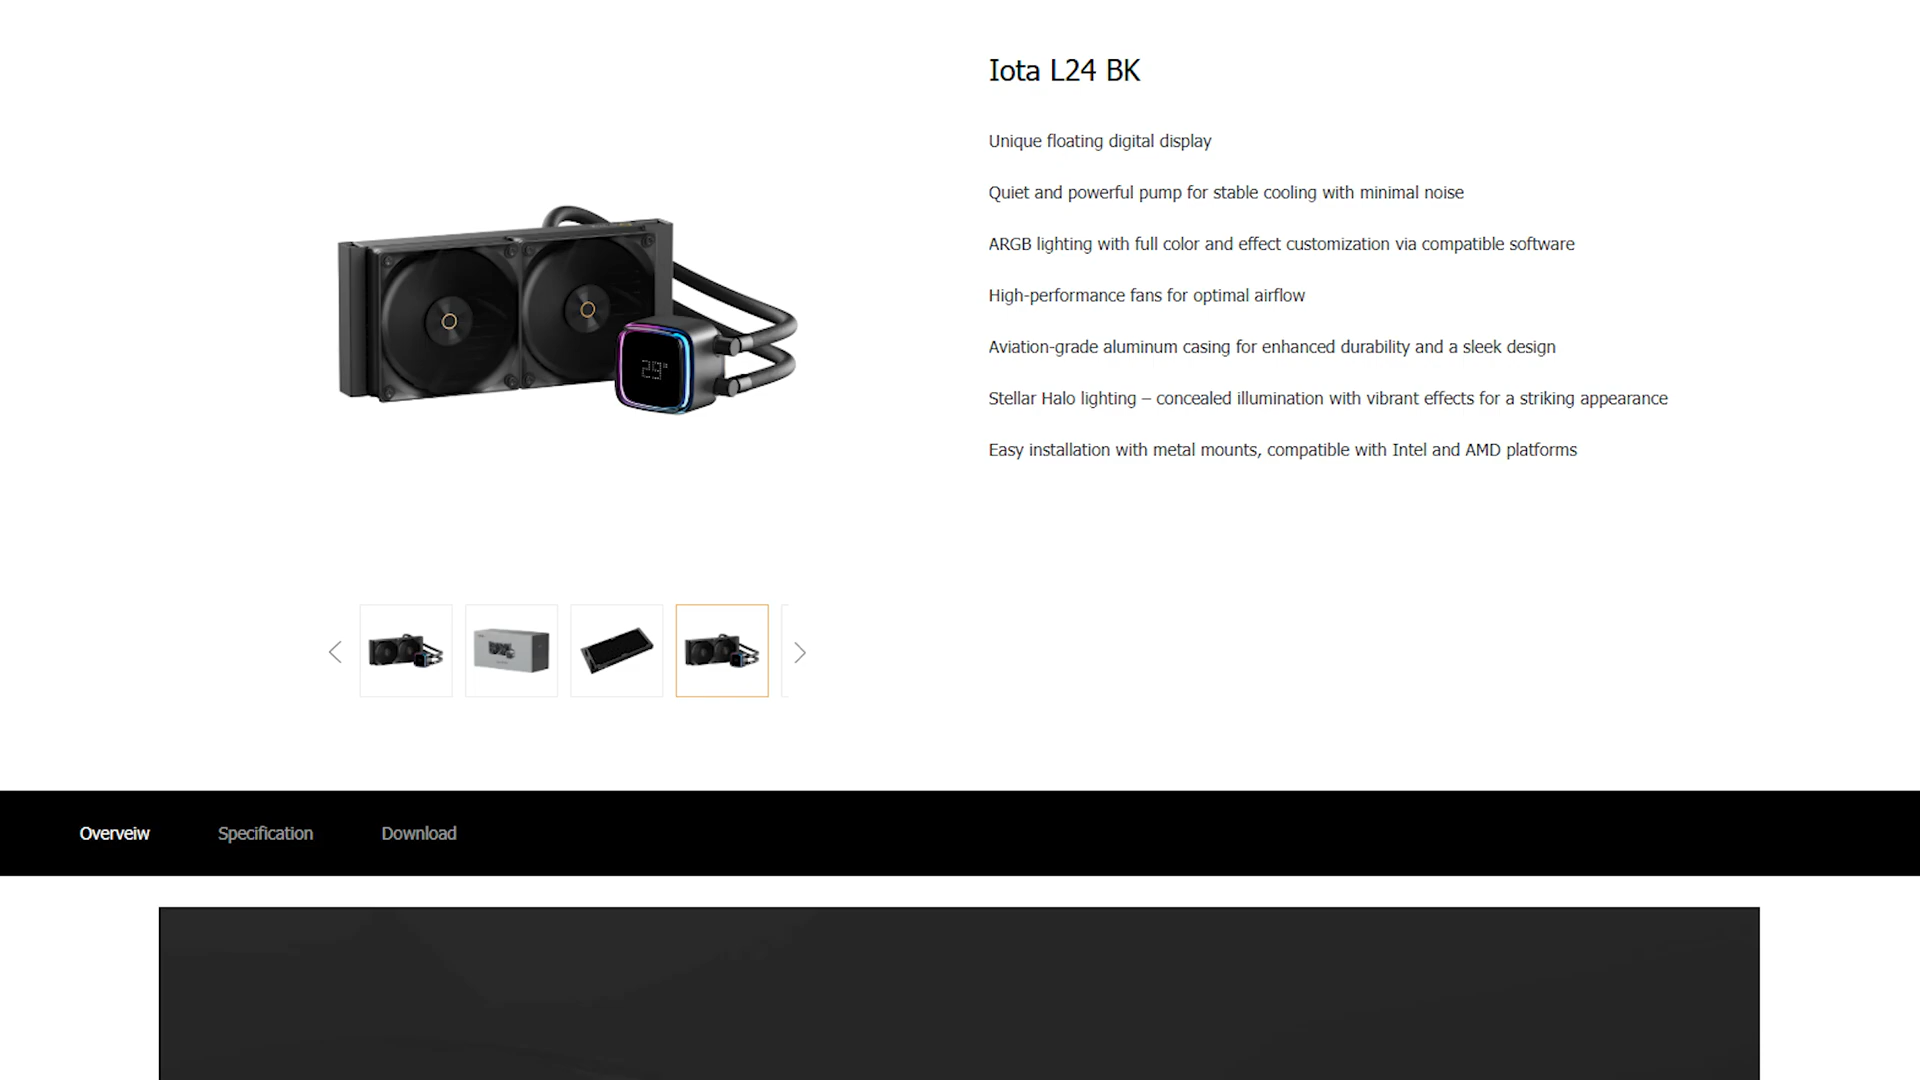 Iota L24 BK
Unique floating digital display
Quiet and powerful pump for stable cooling with minimal noise
ARGB lighting with full color and effect customization via compatible software
High-performance fans for optimal airflow
Aviation-grade aluminum casing for enhanced durability and a sleek design
Stellar Halo lighting – concealed illumination with vibrant effects for a striking appearance
Easy installation with metal mounts, compatible with Intel and AMD platforms
29°
Overveiw
Specification
Download